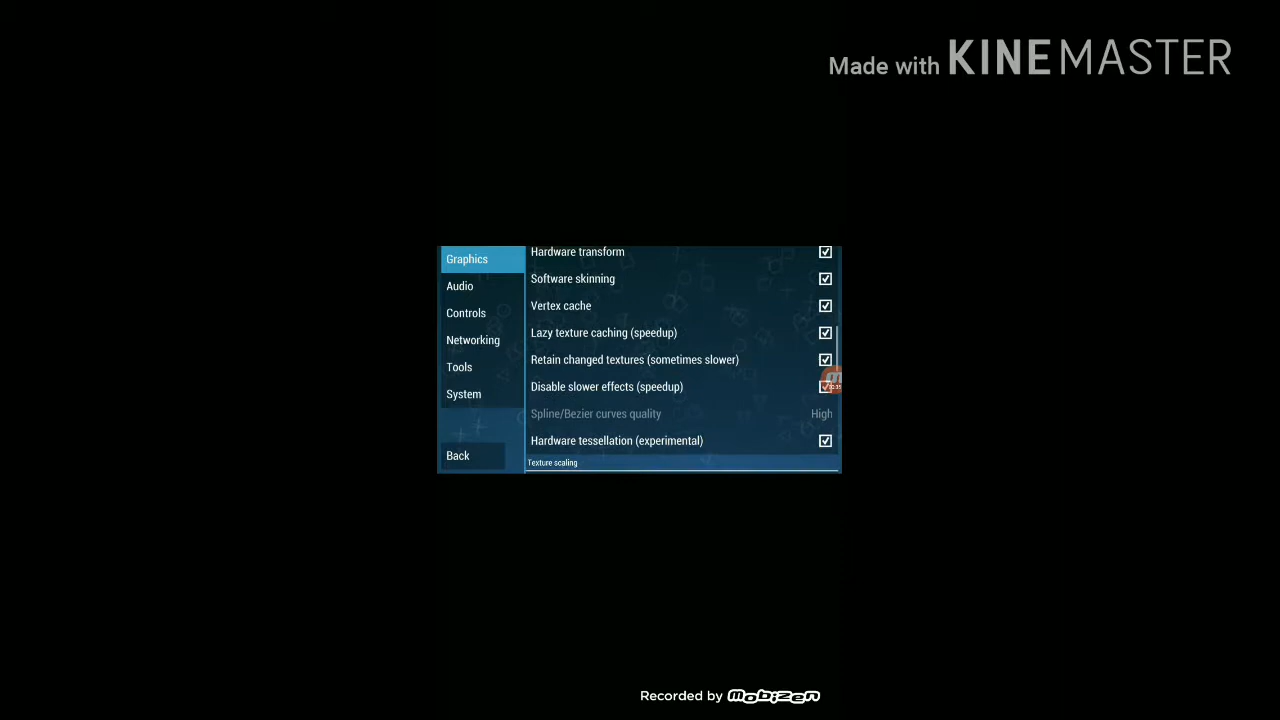 Made with KINEMASTER
Graphics
Audio
Controls
Networking
Tools
System
Back
Hardware transform
Software skinning
Vertex cache
Lazy texture caching (speedup)
Retain changed textures (sometimes slower)
Disable slower effects (speedup)
Spline/Bezier curves quality High
Hardware tessellation (experimental)
Texture scaling
Recorded by Mobizen